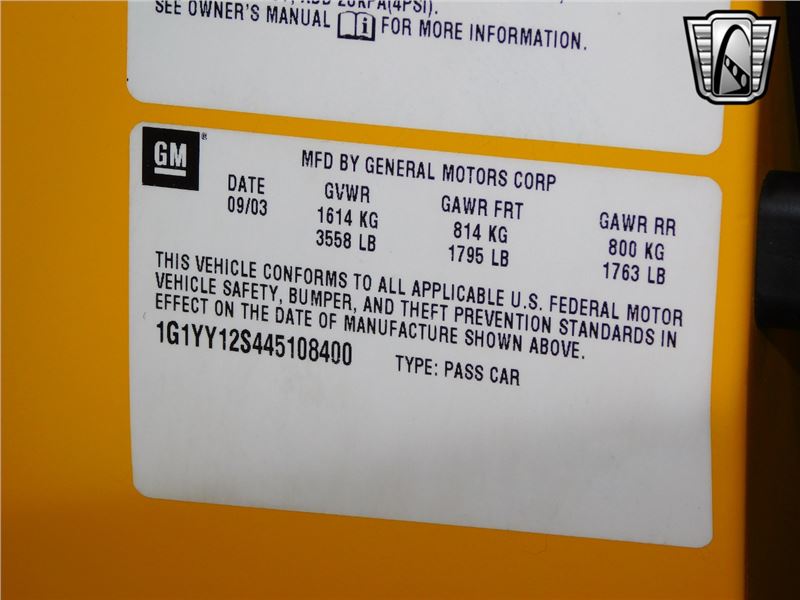 SEE OWNER'S MANUAL FOR MORE INFORMATION.
GM
MFD BY GENERAL MOTORS CORP
DATE GVWR GAWR FRT GAWR RR
09/03 1614 KG 814 KG 800 KG
3558 LB 1795 LB 1763 LB
THIS VEHICLE CONFORMS TO ALL APPLICABLE U.S. FEDERAL MOTOR
VEHICLE SAFETY, BUMPER, AND THEFT PREVENTION STANDARDS IN
EFFECT ON THE DATE OF MANUFACTURE SHOWN ABOVE.
1G1YY12S445108400 TYPE: PASS CAR